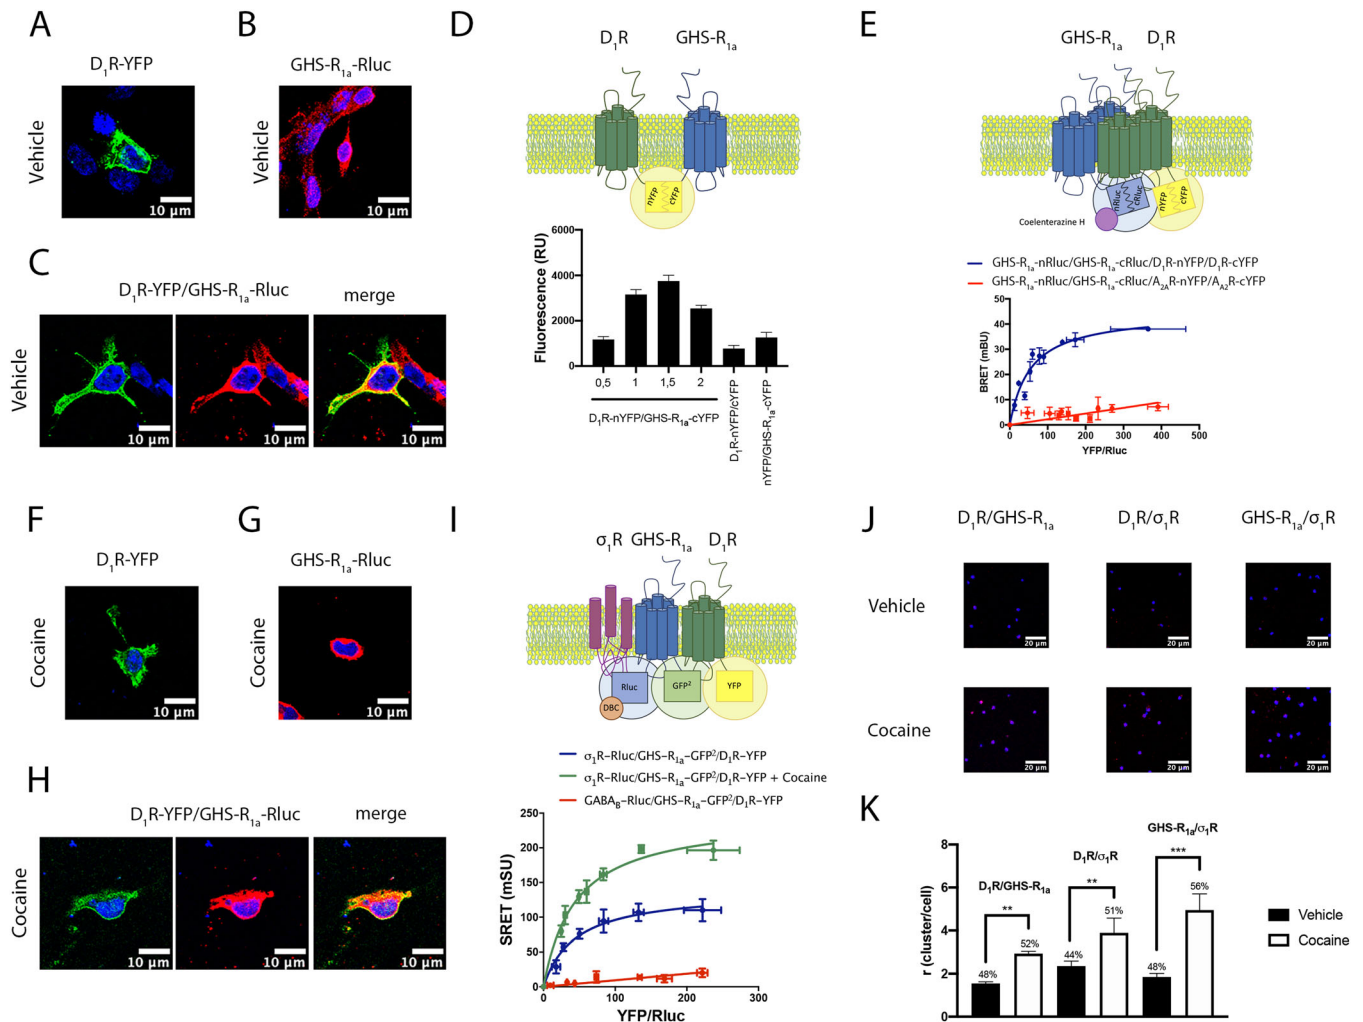 A
D₁R-YFP
Vehicle
10 µm
B
GHS-R₁ₐ-Rluc
10 µm
C
D₁R-YFP/GHS-R₁ₐ-Rluc
merge
Vehicle
10 µm
10 µm
10 µm
D
D₁R
GHS-R₁ₐ
nYFP
cYFP
Fluorescence (RU)
6000
4000
2000
0
0,5
1
1,5
2
D₁R-nYFP/GHS-R₁ₐ-cYFP
D₁R-nYFP/cYFP
nYFP/GHS-R₁ₐ-cYFP
E
GHS-R₁ₐ
D₁R
nRluc
cRluc
nYFP
cYFP
Coelenterazine H
GHS-R₁ₐ-nRluc/GHS-R₁ₐ-cRluc/D₁R-nYFP/D₁R-cYFP
GHS-R₁ₐ-nRluc/GHS-R₁ₐ-cRluc/A₂ₐR-nYFP/Aₐ₂R-cYFP
BRET (mBU)
50
40
30
20
10
0
0
100
200
300
400
500
YFP/Rluc
F
D₁R-YFP
Cocaine
10 µm
G
GHS-R₁ₐ-Rluc
Cocaine
10 µm
H
D₁R-YFP/GHS-R₁ₐ-Rluc
merge
Cocaine
10 µm
10 µm
10 µm
I
σ₁R
GHS-R₁ₐ
D₁R
Rluc
GFP²
YFP
DBC
σ₁R–Rluc/GHS–R₁ₐ–GFP²/D₁R–YFP
σ₁R–Rluc/GHS–R₁ₐ–GFP²/D₁R–YFP + Cocaine
GABA_B–Rluc/GHS–R₁ₐ–GFP²/D₁R–YFP
SRET (mSU)
250
200
150
100
50
0
0
100
200
300
YFP/Rluc
J
D₁R/GHS-R₁ₐ
D₁R/σ₁R
GHS-R₁ₐ/σ₁R
Vehicle
20 µm
20 µm
20 µm
Cocaine
20 µm
20 µm
20 µm
K
r (cluster/cell)
8
6
4
2
0
D₁R/GHS-R₁ₐ
**
48%
52%
D₁R/σ₁R
**
44%
51%
GHS-R₁ₐ/σ₁R
***
48%
56%
Vehicle
Cocaine